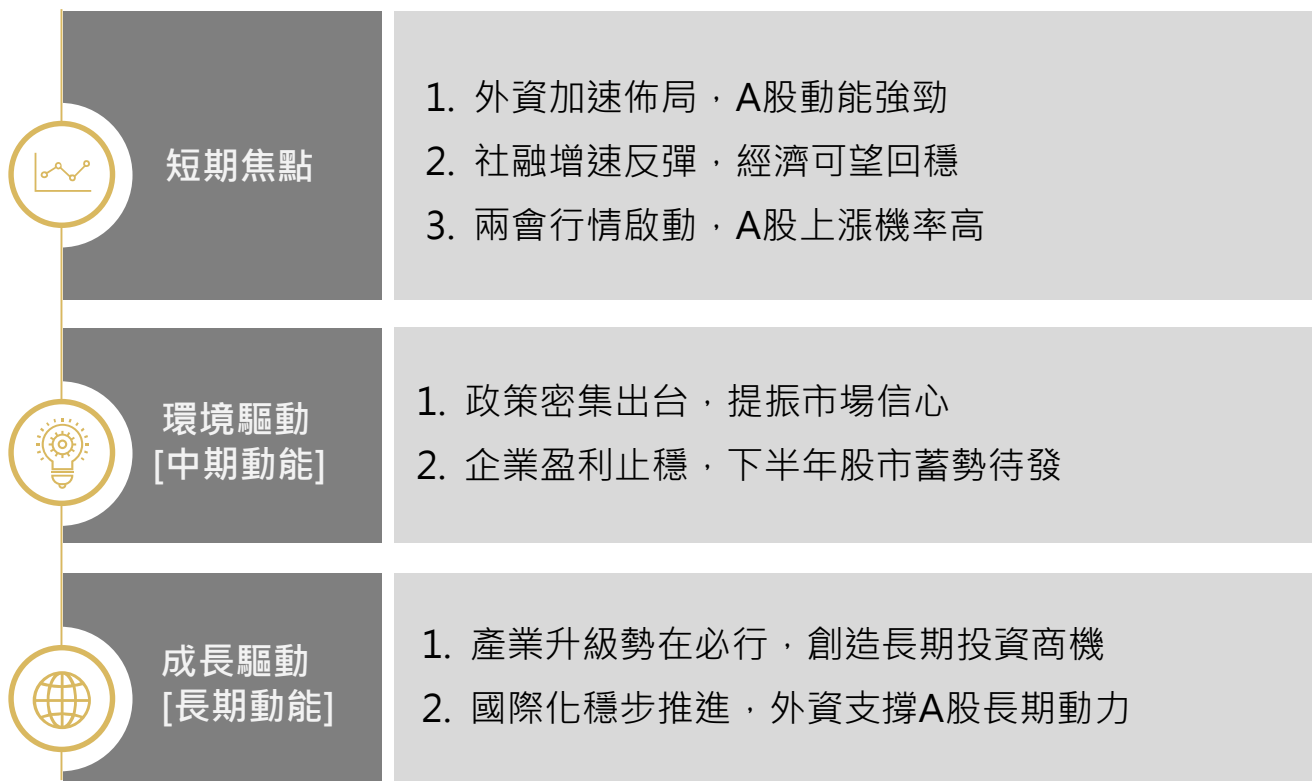 短期焦點
1. 外資加速佈局，A股動能強勁
2. 社融增速反彈，經濟可望回穩
3. 兩會行情啟動，A股上漲機率高
環境驅動
[中期動能]
1. 政策密集出台，提振市場信心
2. 企業盈利止穩，下半年股市蓄勢待發
成長驅動
[長期動能]
1. 產業升級勢在必行，創造長期投資商機
2. 國際化穩步推進，外資支撐A股長期動力